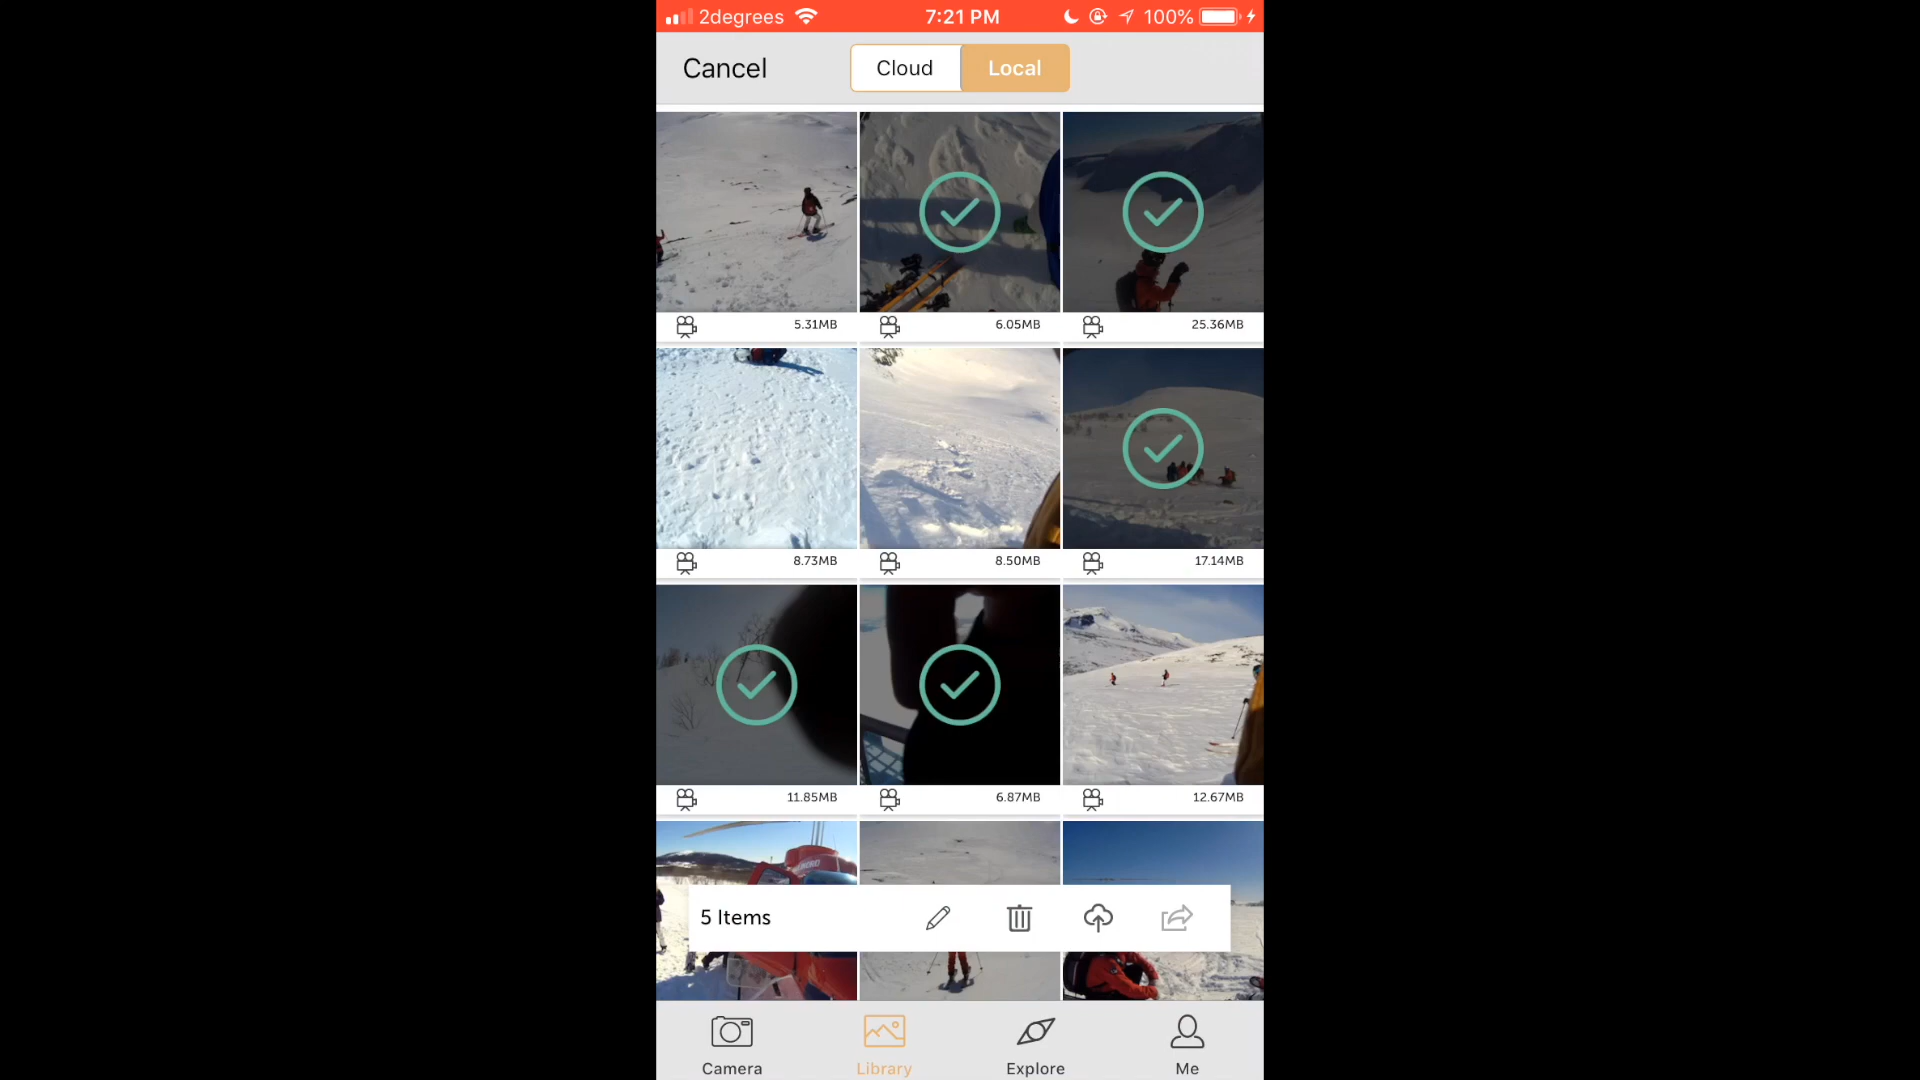 2degrees 7:21 PM 100%
Cancel Cloud Local
5.31MB 6.05MB 25.36MB
8.73MB 8.50MB 17.14MB
11.85MB 6.87MB 12.67MB
5 Items
Camera Library Explore Me